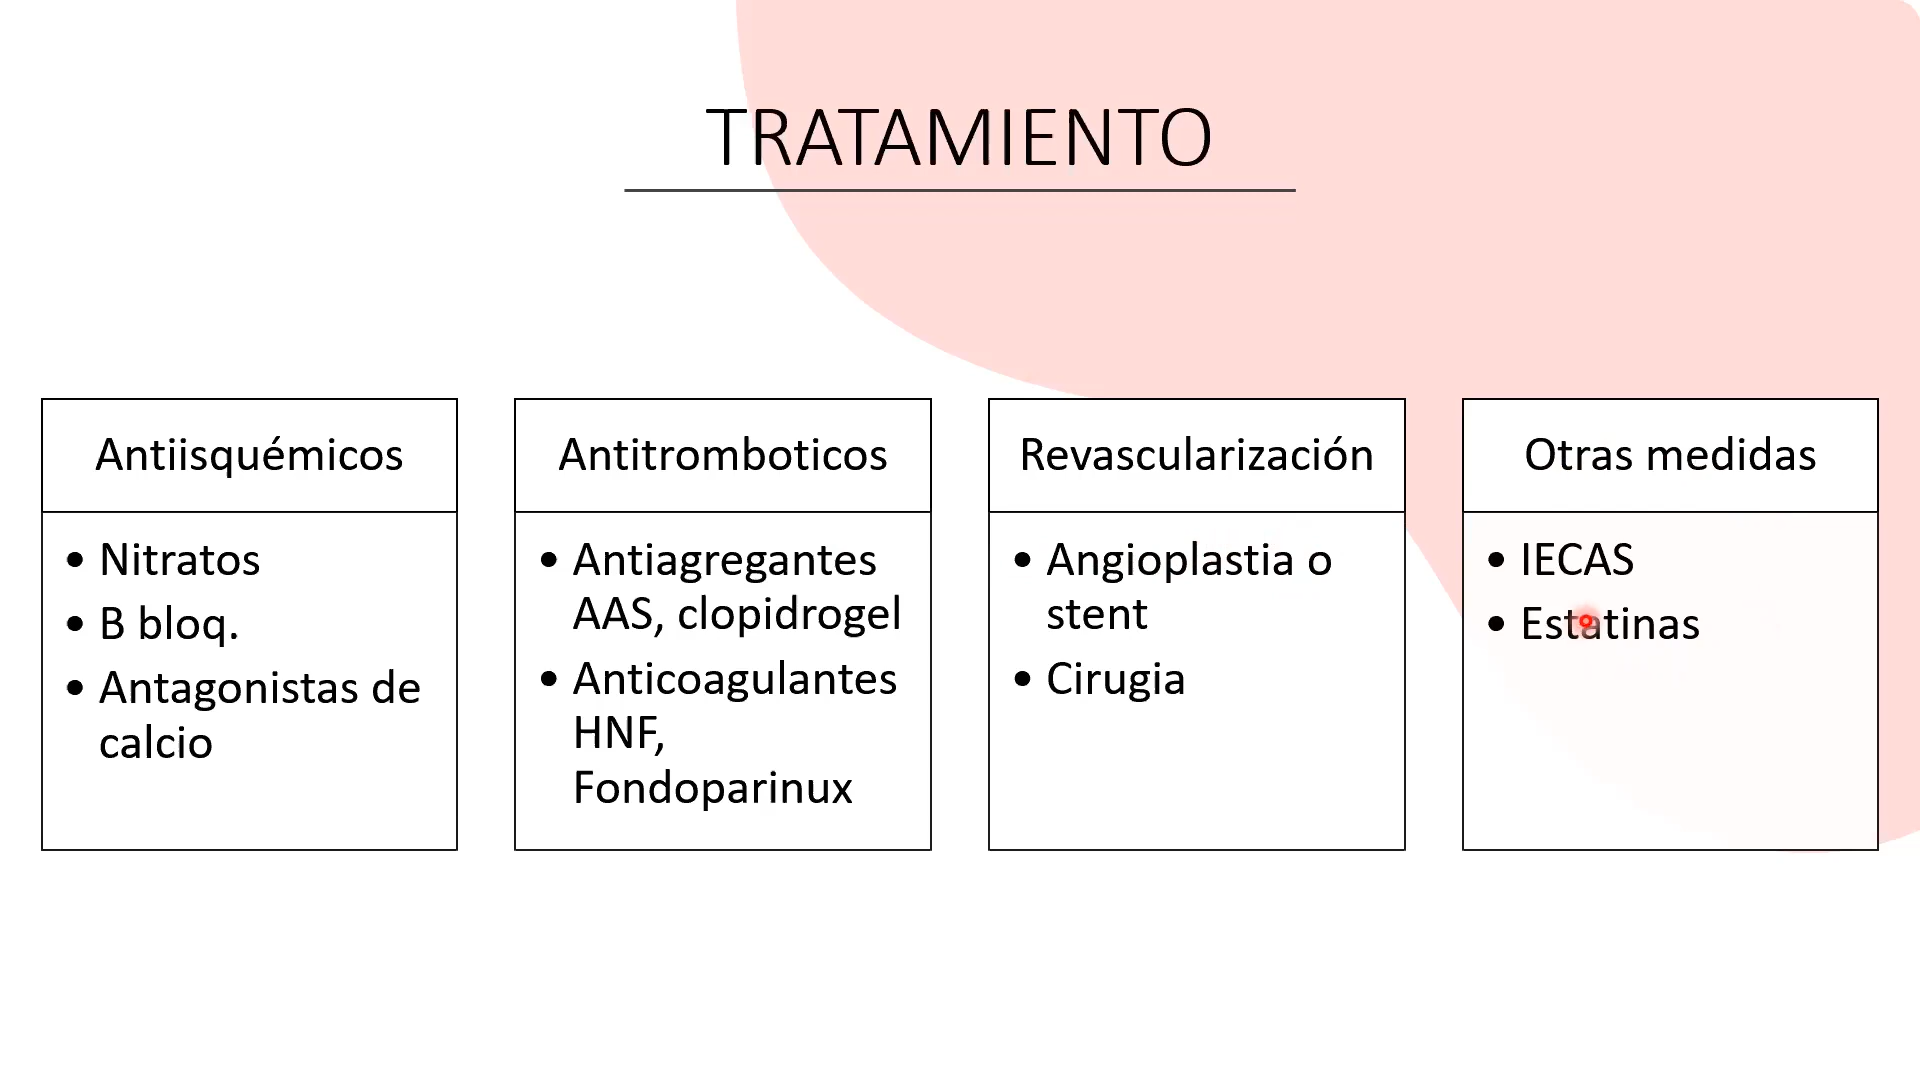 TRATAMIENTO
Antiisquémicos
• Nitratos
• B bloq.
• Antagonistas de
calcio
Antitromboticos
• Antiagregantes
AAS, clopidrogel
• Anticoagulantes
HNF,
Fondoparinux
Revascularización
• Angioplastia o
stent
• Cirugia
Otras medidas
• IECAS
• Estatinas